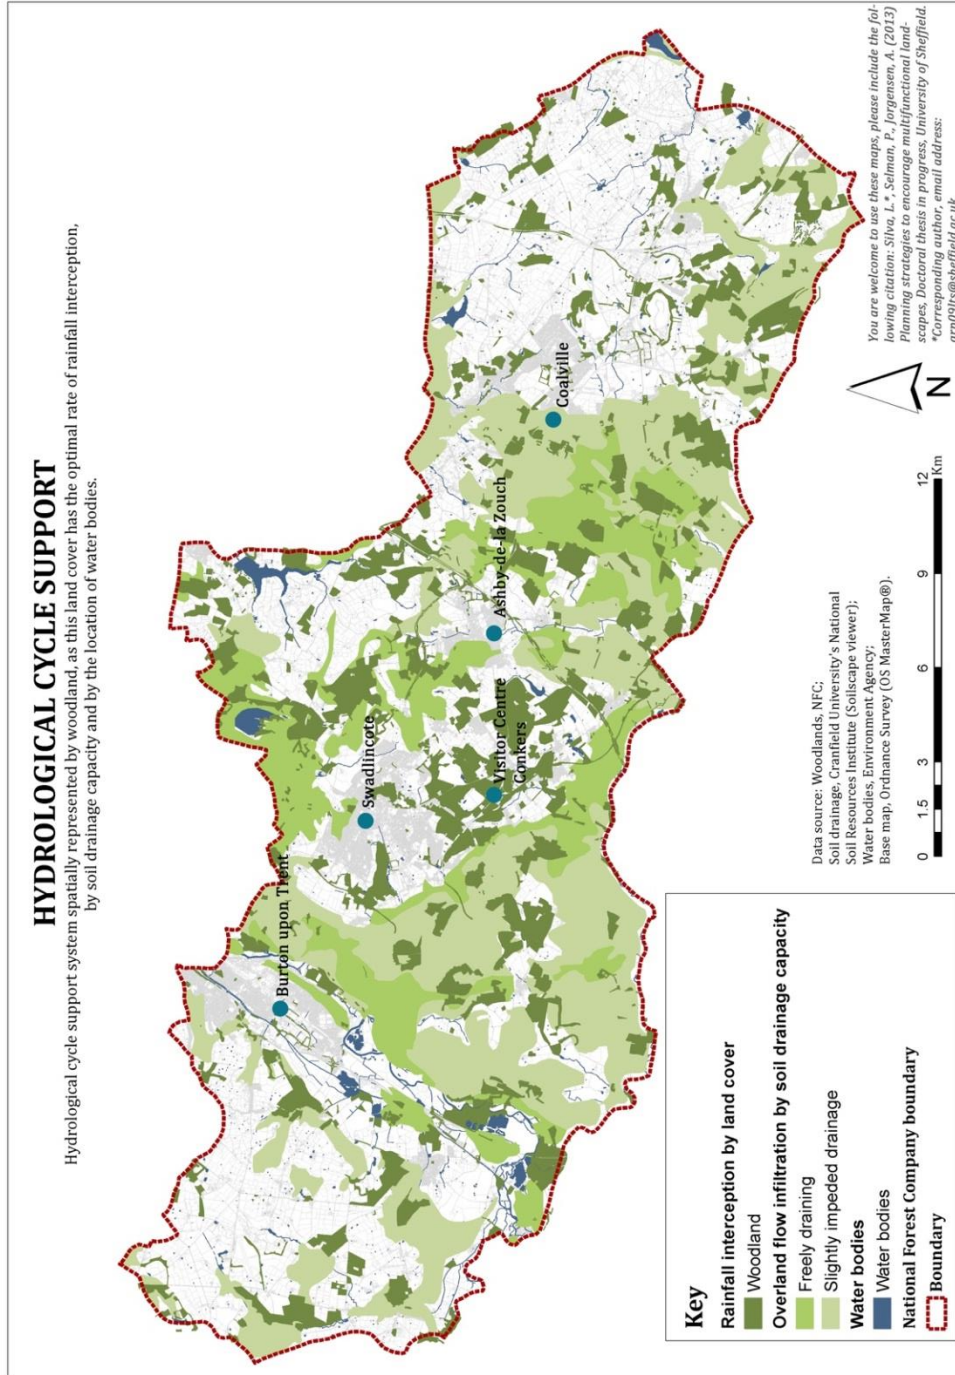 HYDROLOGICAL CYCLE SUPPORT
Hydrological cycle support system spatially represented by woodland, as this land cover has the optimal rate of rainfall interception,
by soil drainage capacity and by the location of water bodies.
Burton upon Trent
Swadlincote
Visitor Centre
Conkers
Ashby-de-la Zouch
Coalville
Key
Rainfall interception by land cover
Woodland
Overland flow infiltration by soil drainage capacity
Freely draining
Slightly impeded drainage
Water bodies
Water bodies
National Forest Company boundary
Boundary
Data source: Woodlands, NFC;
Soil drainage, Cranfield University's National
Soil Resources Institute (Soilscape viewer);
Water bodies, Environment Agency;
Base map, Ordnance Survey (OS MasterMap®).
0 1.5 3 6 9 12
Km
N
You are welcome to use these maps, please include the fol-
lowing citation: Silva, L.*, Selman, P., Jorgensen, A. (2013)
Planning strategies to encourage multifunctional land-
scapes, Doctoral thesis in progress, University of Sheffield.
*Corresponding author, email address:
arp09lts@sheffield.ac.uk